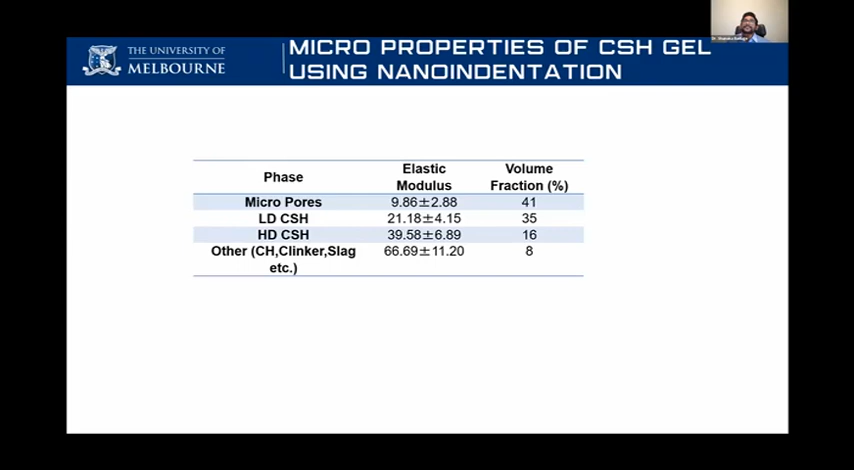 THE UNIVERSITY OF
MELBOURNE
MICRO PROPERTIES OF CSH GEL
USING NANOINDENTATION
Phase Elastic Modulus Volume Fraction (%)
Micro Pores 9.86±2.88 41
LD CSH 21.18±4.15 35
HD CSH 39.58±6.89 16
Other (CH,Clinker,Slag etc.) 66.69±11.20 8